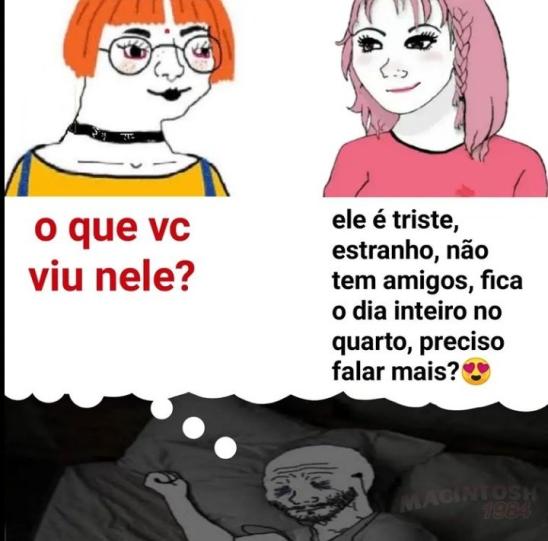 o que vc
viu nele?
ele é triste,
estranho, não
tem amigos, fica
o dia inteiro no
quarto, preciso
falar mais?😍
MACINTOSH
1984